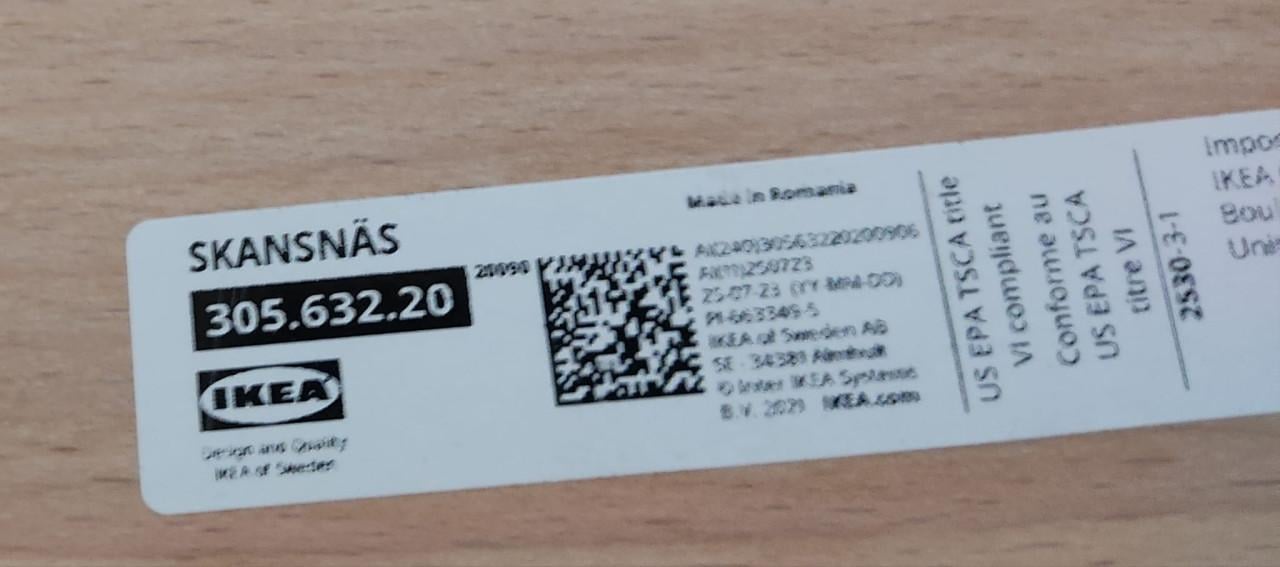 SKANSNÄS
305.632.20
20090
IKEA
Design and Quality
IKEA of Sweden
Made in Romania
AI(240)30563220200906
AI(11)250723
25-07-23 (YY-MM-DD)
PI-663349-5
IKEA of Sweden AB
SE - 34381 Älmhult
© Inter IKEA Systems
B.V. 2021 IKEA.com
US EPA TSCA title
VI compliant
Conforme au
US EPA TSCA
titre VI
2530-3-1
IKEA